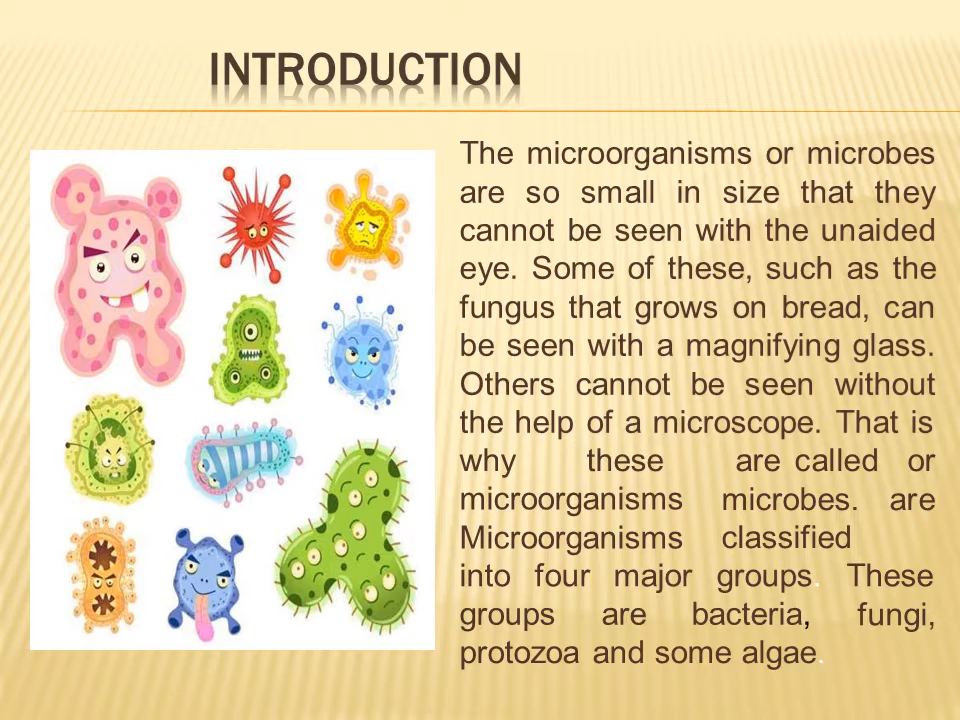 INTRODUCTION
The microorganisms or microbes
are so small in size that they
cannot be seen with the unaided
eye. Some of these, such as the
fungus that grows on bread, can
be seen with a magnifying glass.
Others cannot be seen without
the help of a microscope. That is
why these are called or
microorganisms microbes. are
Microorganisms classified
into four major groups. These
groups are bacteria, fungi,
protozoa and some algae.